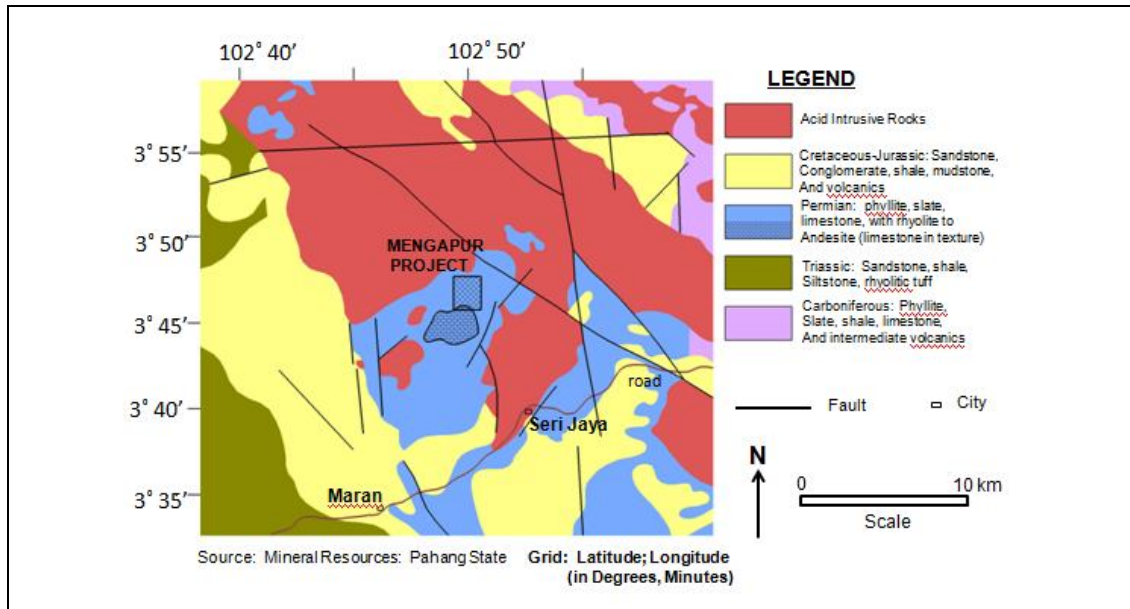 102° 40'
102° 50'
3° 55'
3° 50'
3° 45'
3° 40'
3° 35'
MENGAPUR
PROJECT
road
Seri Jaya
Maran
LEGEND
Acid Intrusive Rocks
Cretaceous-Jurassic: Sandstone,
Conglomerate, shale, mudstone,
And volcanics
Permian: phyllite, slate,
limestone, with rhyolite to
Andesite (limestone in texture)
Triassic: Sandstone, shale,
Siltstone, rhyolitic tuff
Carboniferous: Phyllite,
Slate, shale, limestone,
And intermediate volcanics
Fault
City
N
0
10 km
Scale
Source: Mineral Resources: Pahang State
Grid: Latitude; Longitude
(in Degrees, Minutes)